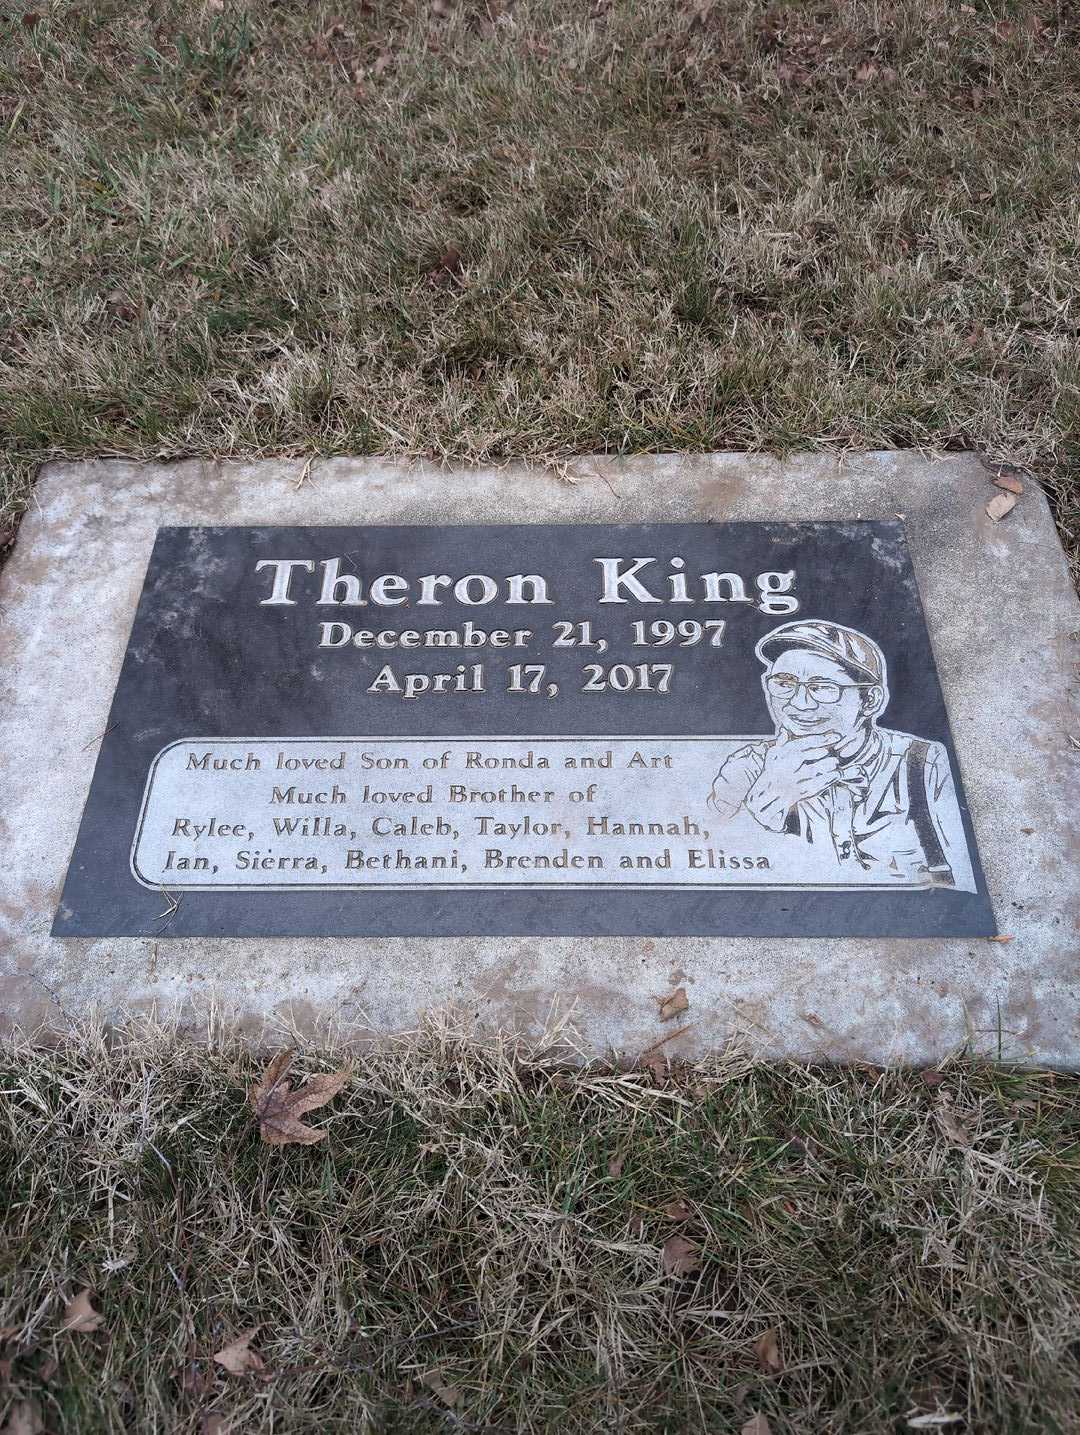 Theron King
December 21, 1997
April 17, 2017
Much loved Son of Ronda and Art
Much loved Brother of
Rylee, Willa, Caleb, Taylor, Hannah,
Ian, Sierra, Bethani, Brenden and Elissa